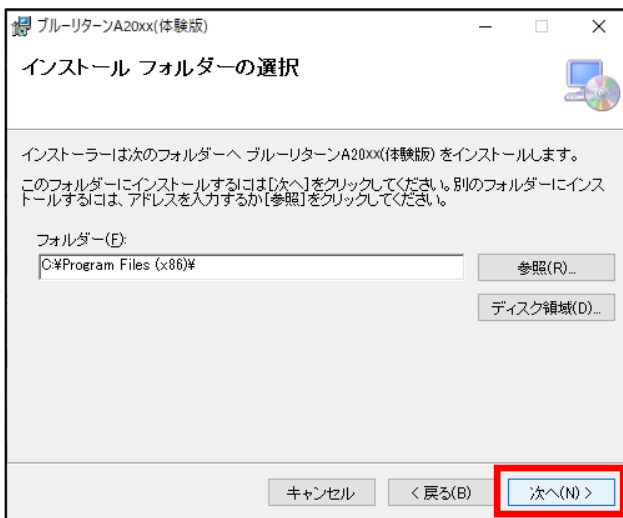 ブルーリターンA20xx(体験版)
インストール フォルダーの選択
インストーラーは次のフォルダーへ ブルーリターンA20XX(体験版) をインストールします。
このフォルダーにインストールするには[次へ]をクリックしてください。別のフォルダーにインス
トールするには、アドレスを入力するか[参照]をクリックしてください。
フォルダー(F):
C:¥Program Files (x86)¥
参照(R)...
ディスク領域(D)...
キャンセル
< 戻る(B)
次へ(N) >